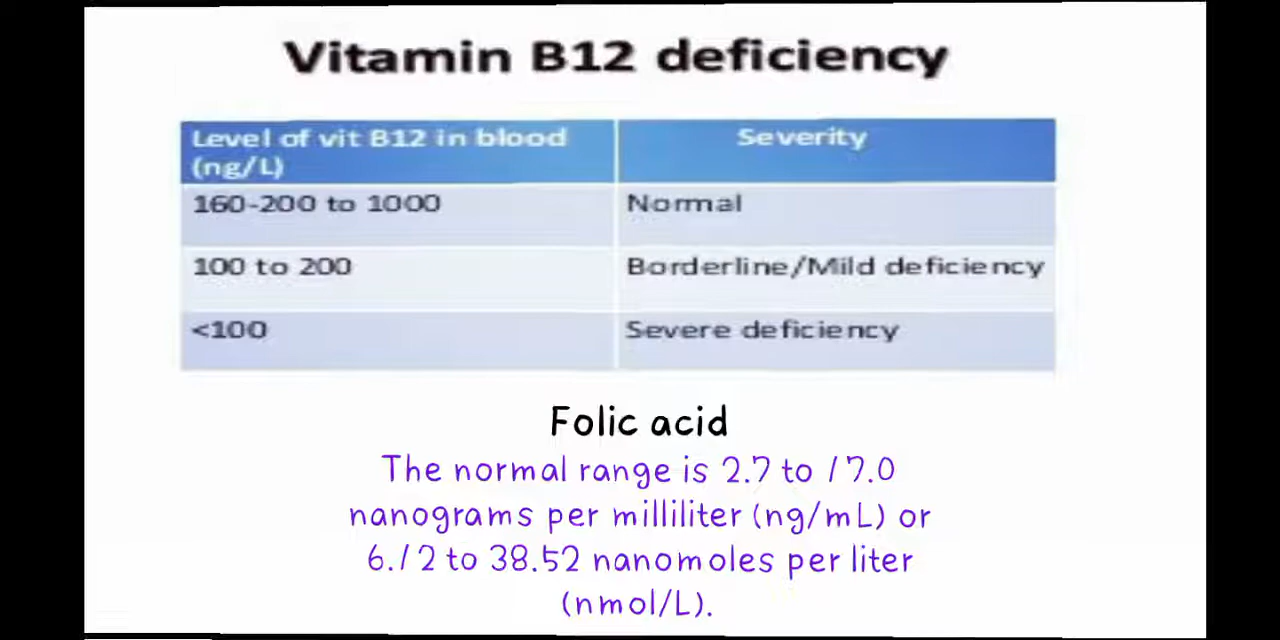 Vitamin B12 deficiency
Level of vit B12 in blood Severity
(ng/L)
160-200 to 1000 Normal
100 to 200 Borderline/Mild deficiency
<100 Severe deficiency
Folic acid
The normal range is 2.7 to 17.0
nanograms per milliliter (ng/mL) or
6.12 to 38.52 nanomoles per liter
(nmol/L).